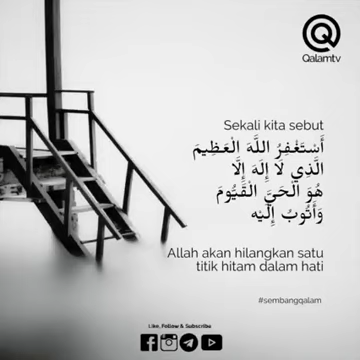 Qalamtv
Sekali kita sebut
أَسْتَغْفِرُ اللَّهَ الْعَظِيمَ
الَّذِي لَا إِلَهَ إِلَّا
هُوَ الْحَيَّ الْقَيُّومَ
وَأَتُوبُ إِلَيْهِ
Allah akan hilangkan satu
titik hitam dalam hati
#sembangqalam
Like, Follow & Subscribe